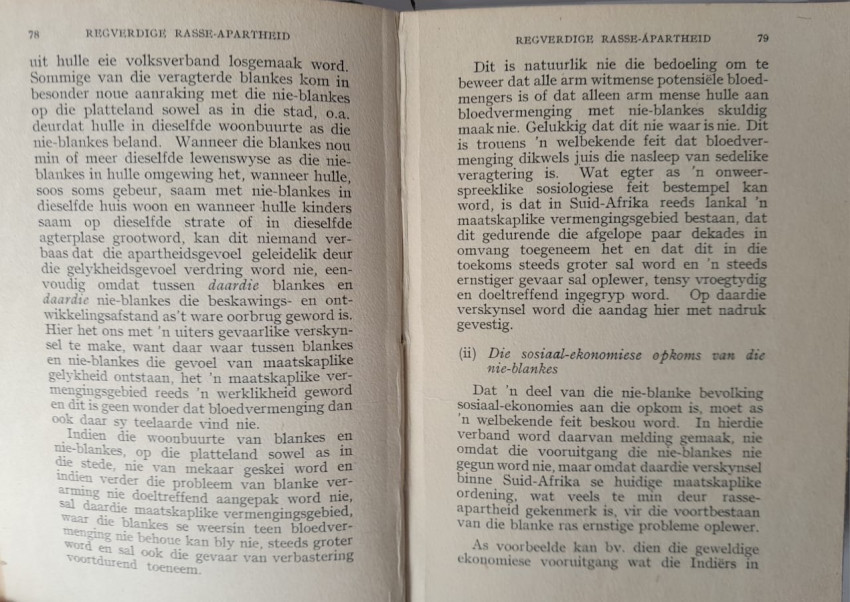 78 REGVERDIGE RASSE-APARTHEID
uit hulle eie volksverband losgemaak word.
Sommige van die veragterde blankes kom in
besonder noue aanraking met die nie-blankes
op die platteland sowel as in die stad, o.a.
deurdat hulle in dieselfde woonbuurte as die
nie-blankes beland. Wanneer die blankes nou
min of meer dieselfde lewenswyse as die nie-
blankes in hulle omgewing het, wanneer hulle,
soos soms gebeur, saam met nie-blankes in
dieselfde huis woon en wanneer hulle kinders
saam op dieselfde strate of in dieselfde
agterplase grootword, kan dit niemand ver-
baas dat die apartheidsgevoel geleidelik deur
die gelykheidsgevoel verdring word nie, een-
voudig omdat tussen daardie blankes en
daardie nie-blankes die beskawings- en ont-
wikkelingsafstand as't ware oorbrug geword is.
Hier het ons met 'n uiters gevaarlike verskyn-
sel te make, want daar waar tussen blankes
en nie-blankes die gevoel van maatskaplike
gelykheid ontstaan, het 'n maatskaplike ver-
mengingsgebied reeds 'n werklikheid geword
en dit is geen wonder dat bloedvermenging dan
ook daar sy teelaarde vind nie.
Indien die woonbuurte van blankes en
nie-blankes, op die platteland sowel as in
die stede, nie van mekaar geskei word en
indien verder die probleem van blanke ver-
arming nie doeltreffend aangepak word nie,
sal daardie maatskaplike vermengingsgebied,
waar die blankes se weersin teen bloedver-
menging nie behoue kan bly nie, steeds groter
word en sal ook die gevaar van verbastering
voortdurend toeneem.
REGVERDIGE RASSE-APARTHEID 79
Dit is natuurlik nie die bedoeling om te
beweer dat alle arm witmense potensiële bloed-
mengers is of dat alleen arm mense hulle aan
bloedvermenging met nie-blankes skuldig
maak nie. Gelukkig dat dit nie waar is nie. Dit
is trouens 'n welbekende feit dat bloedver-
menging dikwels juis die nasleep van sedelike
veragtering is. Wat egter as 'n onweer-
spreeklike sosiologiese feit bestempel kan
word, is dat in Suid-Afrika reeds lankal 'n
maatskaplike vermengingsgebied bestaan, dat
dit gedurende die afgelope paar dekades in
omvang toegeneem het en dat dit in die
toekoms steeds groter sal word en 'n steeds
ernstiger gevaar sal oplewer, tensy vroegtydig
en doeltreffend ingegryp word. Op daardie
verskynsel word die aandag hier met nadruk
gevestig.
(ii) Die sosiaal-ekonomiese opkoms van die
nie-blankes
Dat 'n deel van die nie-blanke bevolking
sosiaal-ekonomies aan die opkom is, moet as
'n welbekende feit beskou word. In hierdie
verband word daarvan melding gemaak, nie
omdat die vooruitgang die nie-blankes nie
gegun word nie, maar omdat daardie verskynsel
binne Suid-Afrika se huidige maatskaplike
ordening, wat veels te min deur rasse-
apartheid gekenmerk is, vir die voortbestaan
van die blanke ras ernstige probleme oplewer.
As voorbeelde kan bv. dien die geweldige
ekonomiese vooruitgang wat die Indiërs in